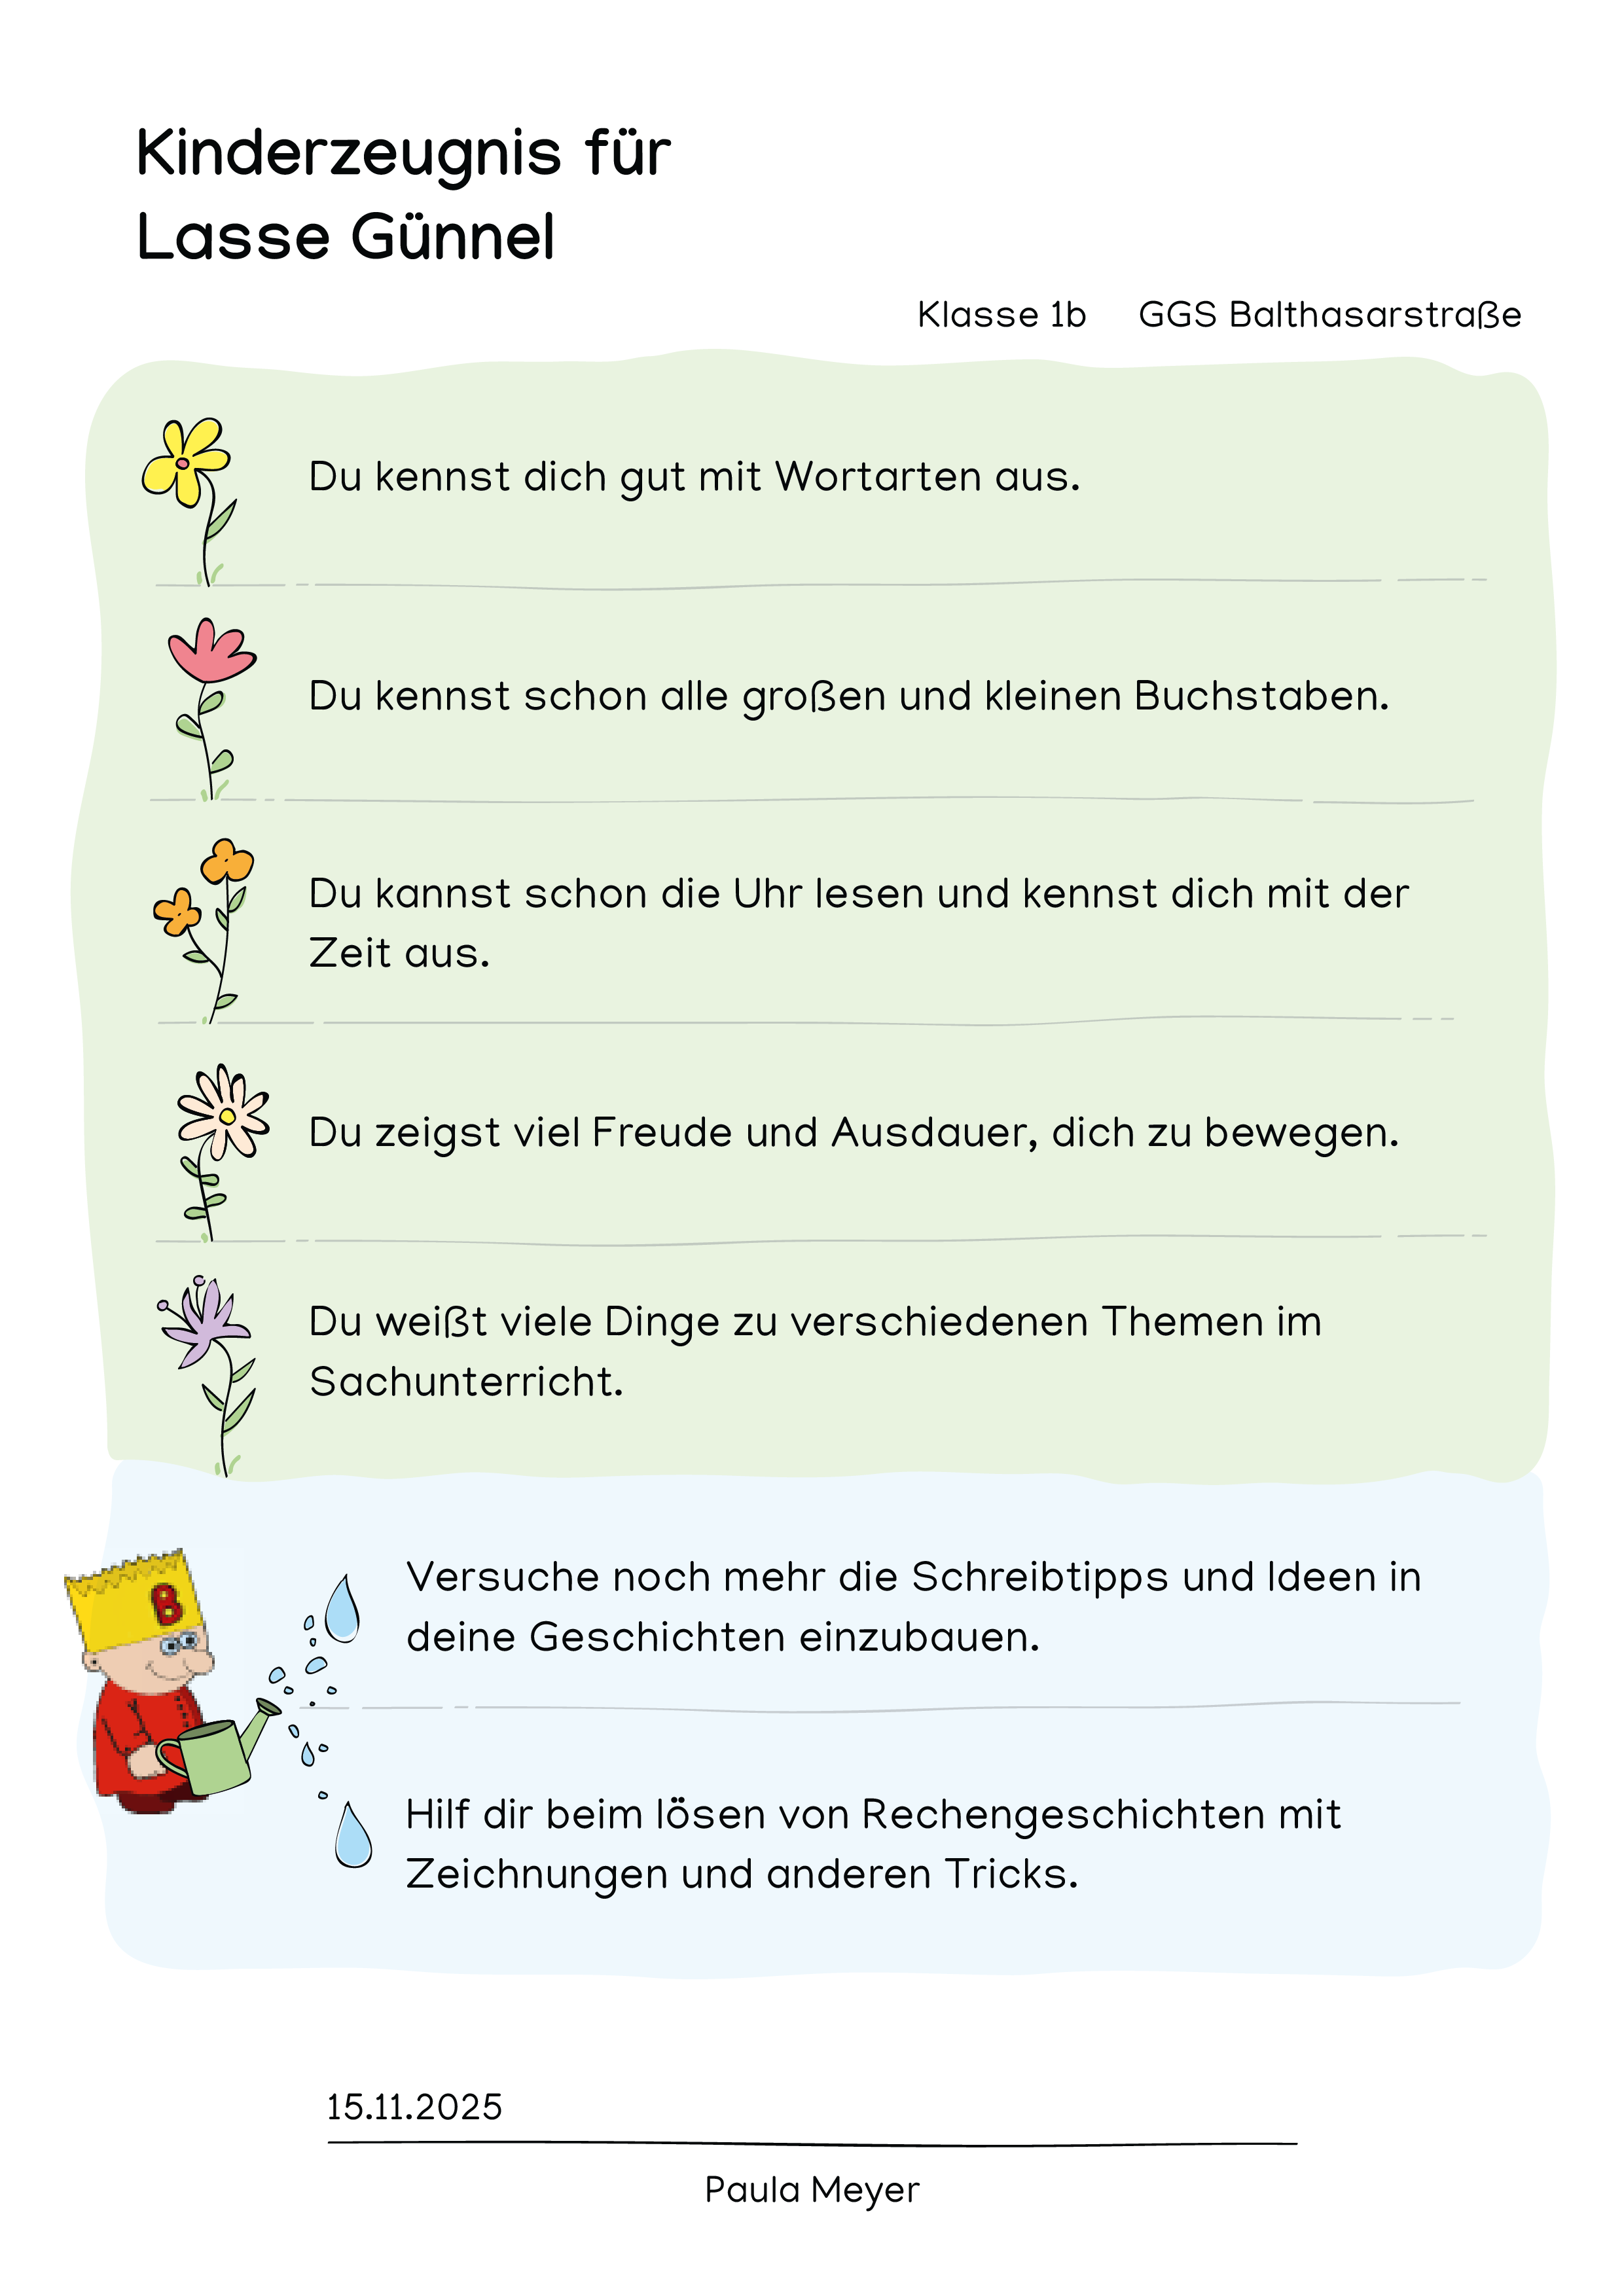 Kinderzeugnis für
Lasse Günnel
Klasse 1b GGS Balthasarstraße
Du kennst dich gut mit Wortarten aus.
Du kennst schon alle großen und kleinen Buchstaben.
Du kannst schon die Uhr lesen und kennst dich mit der
Zeit aus.
Du zeigst viel Freude und Ausdauer, dich zu bewegen.
Du weißt viele Dinge zu verschiedenen Themen im
Sachunterricht.
B
Versuche noch mehr die Schreibtipps und Ideen in
deine Geschichten einzubauen.
Hilf dir beim lösen von Rechengeschichten mit
Zeichnungen und anderen Tricks.
15.11.2025
Paula Meyer